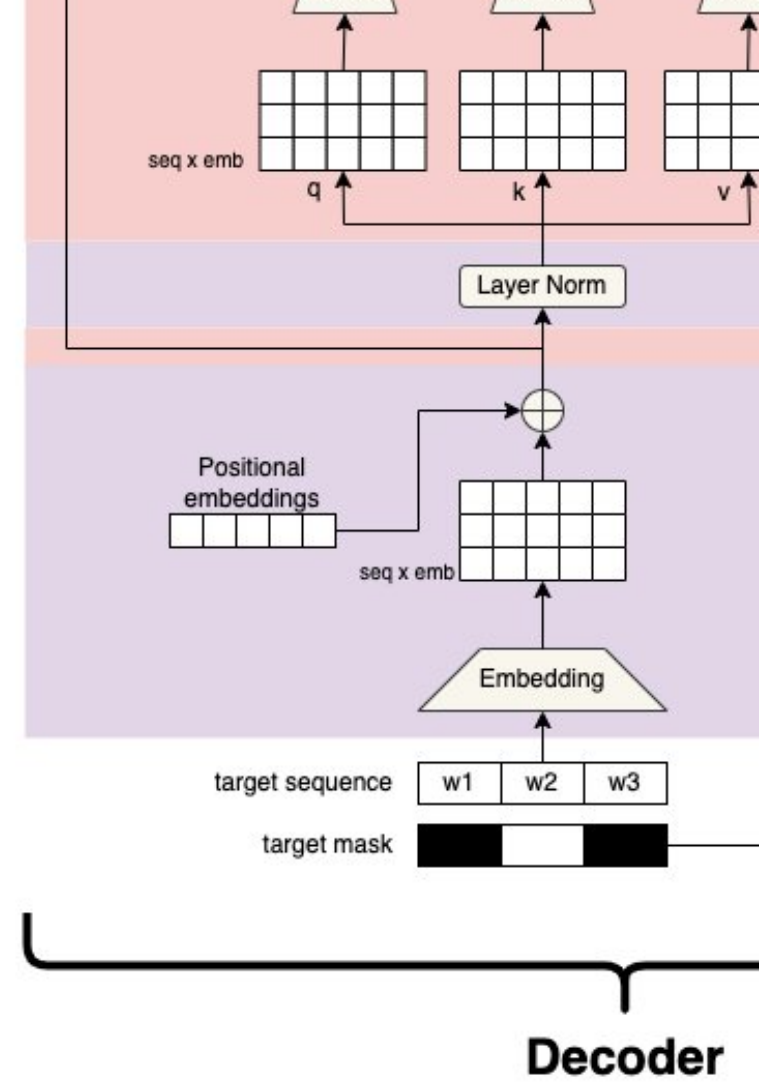 seq x emb
q
k
v
Layer Norm
Positional
embeddings
seq x emb
Embedding
target sequence
w1
w2
w3
target mask
Decoder